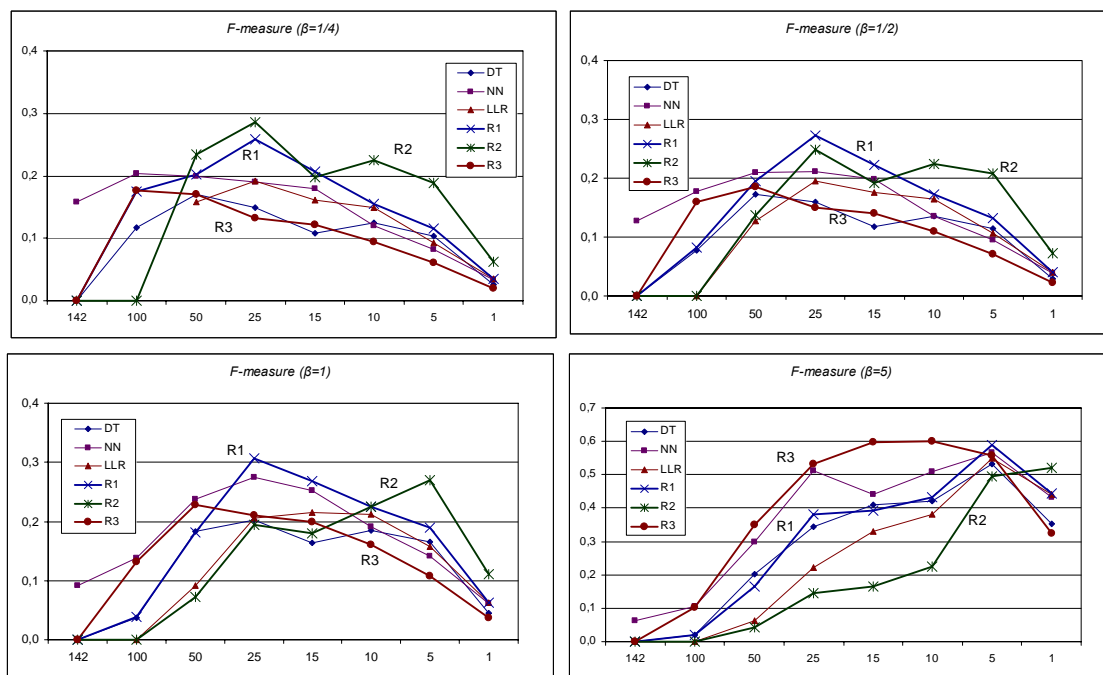 F-measure (β=1/4)
0,4
0,3
0,2
0,1
0,0
142 100 50 25 15 10 5 1
DT
NN
LLR
R1
R2
R3
R1
R2
R3
F-measure (β=1/2)
0,4
0,3
0,2
0,1
0,0
142 100 50 25 15 10 5 1
DT
NN
LLR
R1
R2
R3
R1
R2
R3
F-measure (β=1)
0,4
0,3
0,2
0,1
0,0
142 100 50 25 15 10 5 1
DT
NN
LLR
R1
R2
R3
R1
R2
R3
F-measure (β=5)
0,7
0,6
0,5
0,4
0,3
0,2
0,1
0,0
142 100 50 25 15 10 5 1
DT
NN
LLR
R1
R2
R3
R3
R1
R2